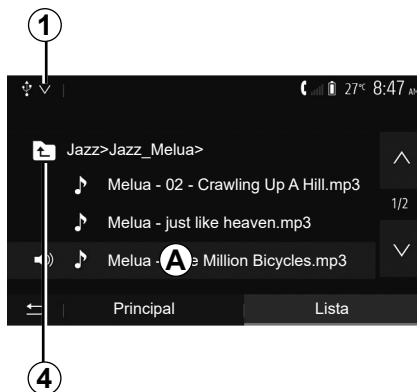 1
27°C 8:47 AM
Jazz>Jazz_Melua>
Melua - 02 - Crawling Up A Hill.mp3
Melua - just like heaven.mp3
1/2
Melua - A e Million Bicycles.mp3
Principal Lista
4